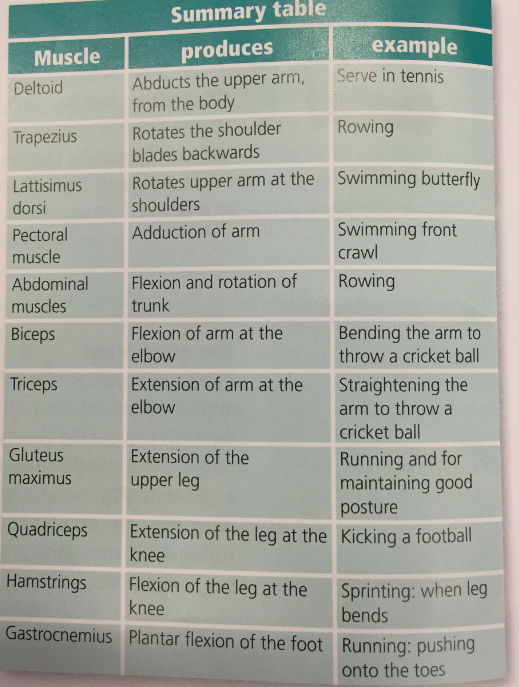 Summary table
Muscle produces example
Deltoid
Abducts the upper arm,
from the body
Serve in tennis
Trapezius
Rotates the shoulder
blades backwards
Rowing
Lattisimus
dorsi
Rotates upper arm at the
shoulders
Swimming butterfly
Pectoral
muscle
Adduction of arm
Swimming front
crawl
Abdominal
muscles
Flexion and rotation of
trunk
Rowing
Biceps
Flexion of arm at the
elbow
Bending the arm to
throw a cricket ball
Triceps
Extension of arm at the
elbow
Straightening the
arm to throw a
cricket ball
Gluteus
maximus
Extension of the
upper leg
Running and for
maintaining good
posture
Quadriceps
Extension of the leg at the
knee
Kicking a football
Hamstrings
Flexion of the leg at the
knee
Sprinting: when leg
bends
Gastrocnemius
Plantar flexion of the foot
Running: pushing
onto the toes